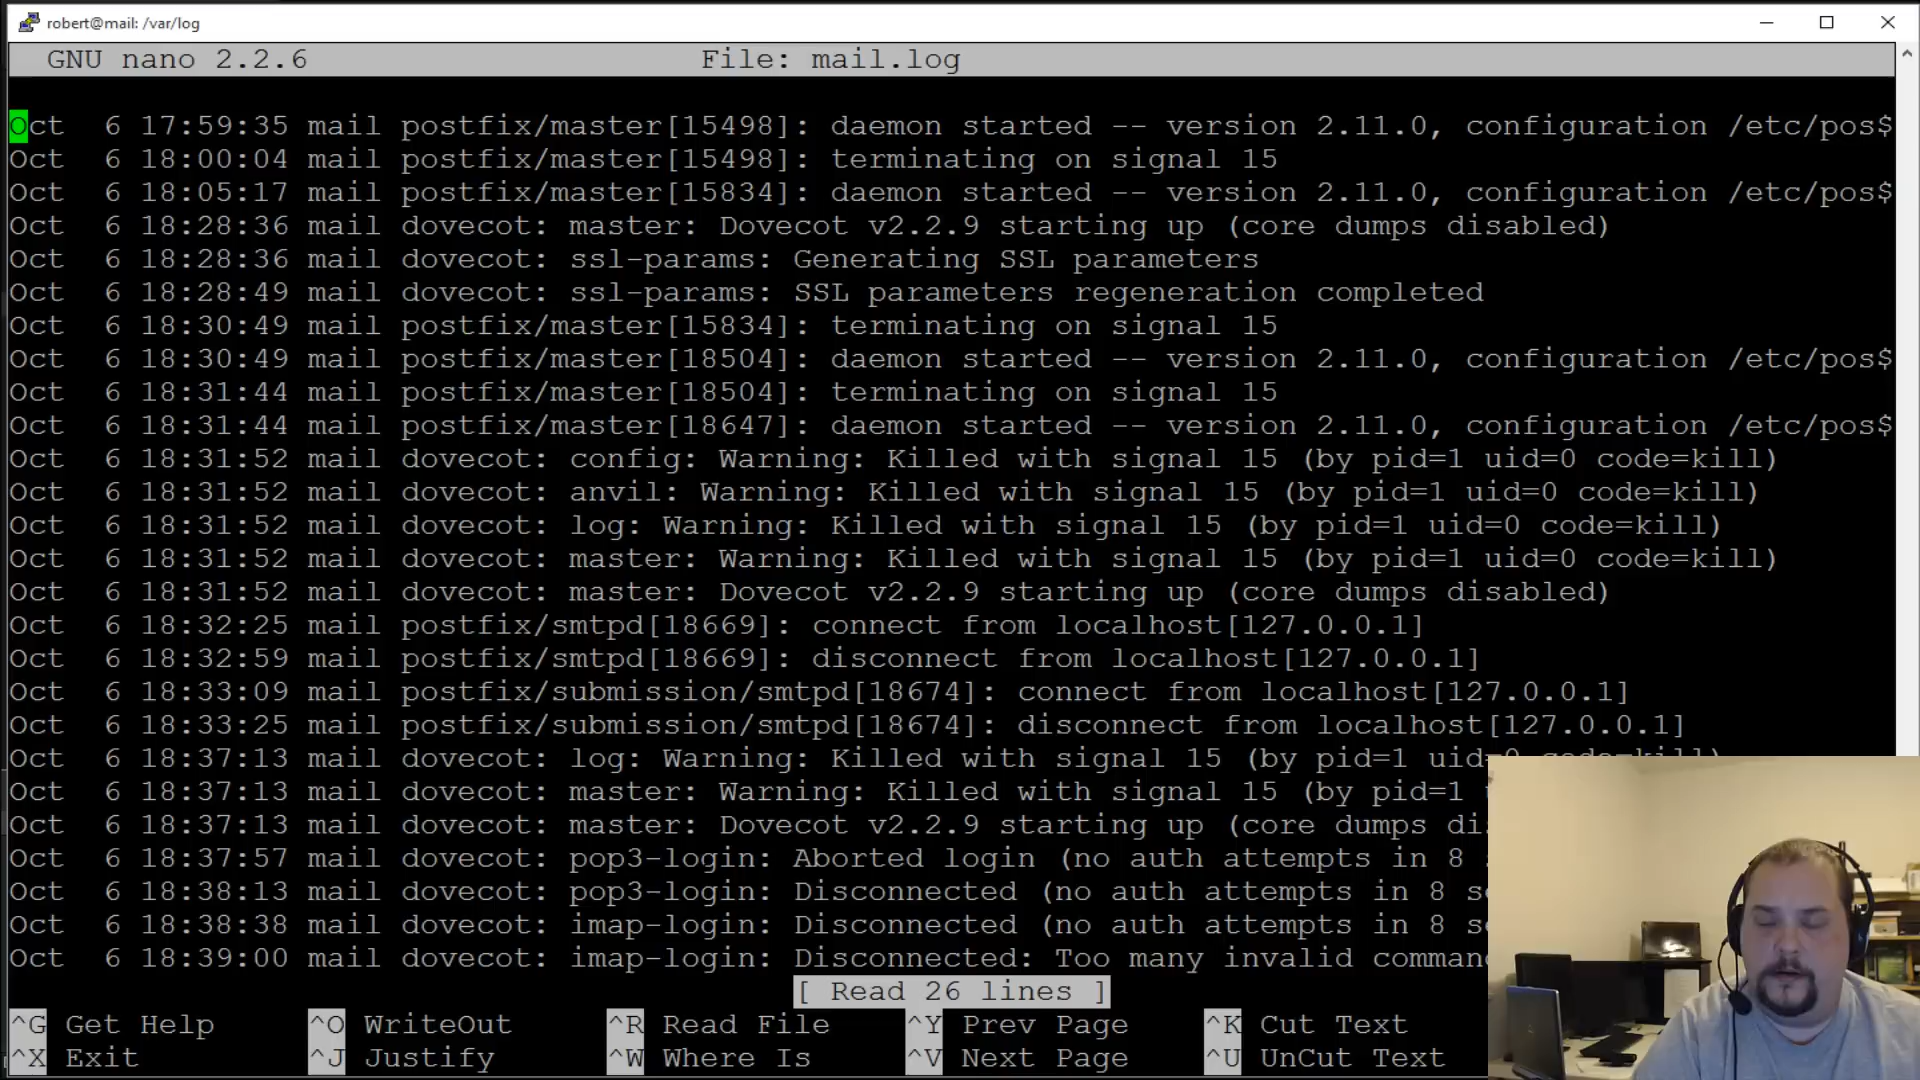 robert@mail: /var/log
GNU nano 2.2.6 File: mail.log
Oct  6 17:59:35 mail postfix/master[15498]: daemon started -- version 2.11.0, configuration /etc/pos$
Oct  6 18:00:04 mail postfix/master[15498]: terminating on signal 15
Oct  6 18:05:17 mail postfix/master[15834]: daemon started -- version 2.11.0, configuration /etc/pos$
Oct  6 18:28:36 mail dovecot: master: Dovecot v2.2.9 starting up (core dumps disabled)
Oct  6 18:28:36 mail dovecot: ssl-params: Generating SSL parameters
Oct  6 18:28:49 mail dovecot: ssl-params: SSL parameters regeneration completed
Oct  6 18:30:49 mail postfix/master[15834]: terminating on signal 15
Oct  6 18:30:49 mail postfix/master[18504]: daemon started -- version 2.11.0, configuration /etc/pos$
Oct  6 18:31:44 mail postfix/master[18504]: terminating on signal 15
Oct  6 18:31:44 mail postfix/master[18647]: daemon started -- version 2.11.0, configuration /etc/pos$
Oct  6 18:31:52 mail dovecot: config: Warning: Killed with signal 15 (by pid=1 uid=0 code=kill)
Oct  6 18:31:52 mail dovecot: anvil: Warning: Killed with signal 15 (by pid=1 uid=0 code=kill)
Oct  6 18:31:52 mail dovecot: log: Warning: Killed with signal 15 (by pid=1 uid=0 code=kill)
Oct  6 18:31:52 mail dovecot: master: Warning: Killed with signal 15 (by pid=1 uid=0 code=kill)
Oct  6 18:31:52 mail dovecot: master: Dovecot v2.2.9 starting up (core dumps disabled)
Oct  6 18:32:25 mail postfix/smtpd[18669]: connect from localhost[127.0.0.1]
Oct  6 18:32:59 mail postfix/smtpd[18669]: disconnect from localhost[127.0.0.1]
Oct  6 18:33:09 mail postfix/submission/smtpd[18674]: connect from localhost[127.0.0.1]
Oct  6 18:33:25 mail postfix/submission/smtpd[18674]: disconnect from localhost[127.0.0.1]
Oct  6 18:37:13 mail dovecot: log: Warning: Killed with signal 15 (by pid=1 uid=0 code=kill)
Oct  6 18:37:13 mail dovecot: master: Warning: Killed with signal 15 (by pid=1
Oct  6 18:37:13 mail dovecot: master: Dovecot v2.2.9 starting up (core dumps
Oct  6 18:37:57 mail dovecot: pop3-login: Aborted login (no auth attempts in 8
Oct  6 18:38:13 mail dovecot: pop3-login: Disconnected (no auth attempts in 8
Oct  6 18:38:38 mail dovecot: imap-login: Disconnected (no auth attempts in 8
Oct  6 18:39:00 mail dovecot: imap-login: Disconnected: Too many invalid
[ Read 26 lines ]
^G Get Help ^O WriteOut ^R Read File ^Y Prev Page ^K Cut Text
^X Exit ^J Justify ^W Where Is ^V Next Page ^U UnCut Text